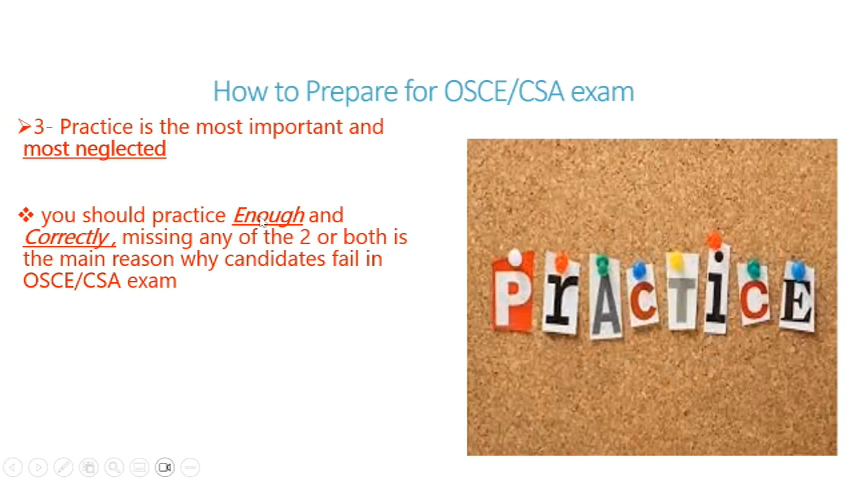 How to Prepare for OSCE/CSA exam
➢3- Practice is the most important and
most neglected
❖ you should practice Enough and
Correctly , missing any of the 2 or both is
the main reason why candidates fail in
OSCE/CSA exam
PrACTiCE